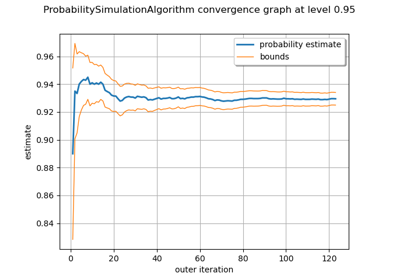 ProbabilitySimulationAlgorithm convergence graph at level 0.95
probability estimate
bounds
0.96
0.94
0.92
0.90
0.88
0.86
0.84
estimate
0 20 40 60 80 100 120
outer iteration